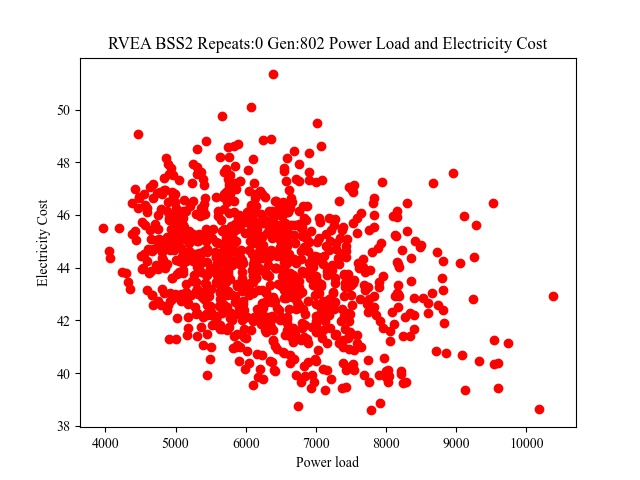 RVEA BSS2 Repeats:0 Gen:802 Power Load and Electricity Cost
Electricity Cost
50
48
46
44
42
40
38
4000 5000 6000 7000 8000 9000 10000
Power load